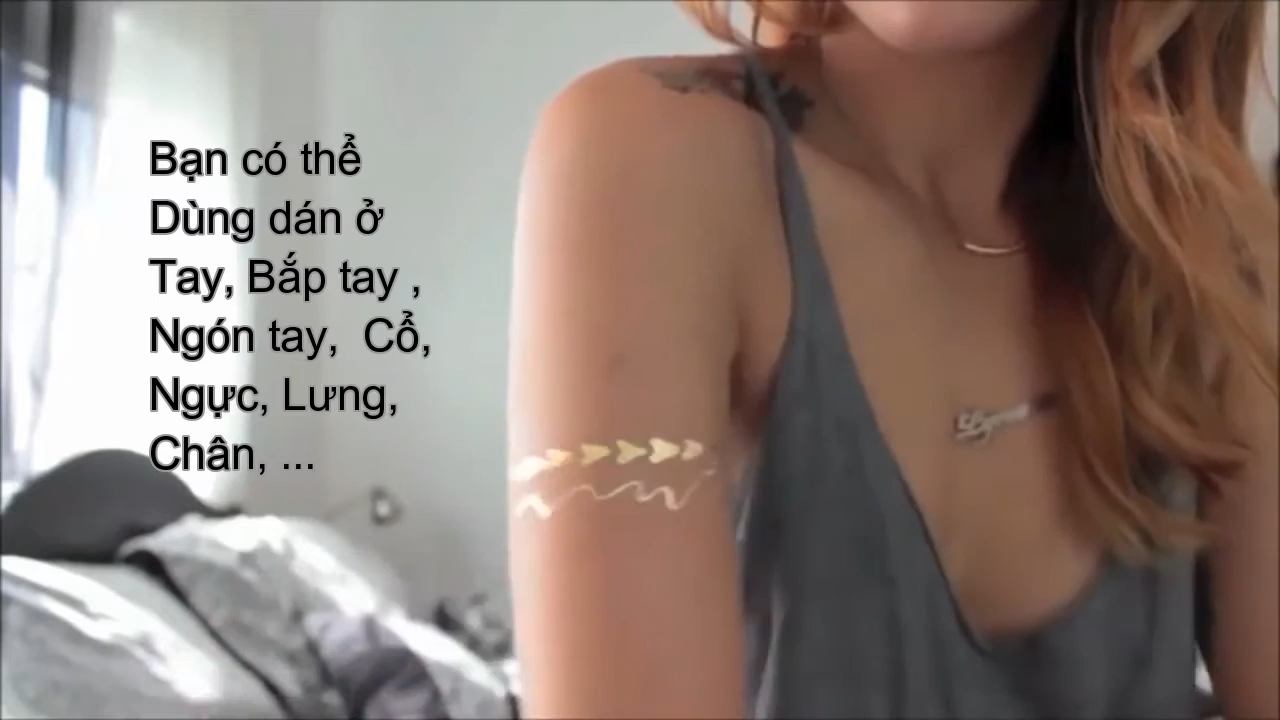 Bạn có thể
Dùng dán ở
Tay, Bắp tay ,
Ngón tay, Cổ,
Ngực, Lưng,
Chân, ...